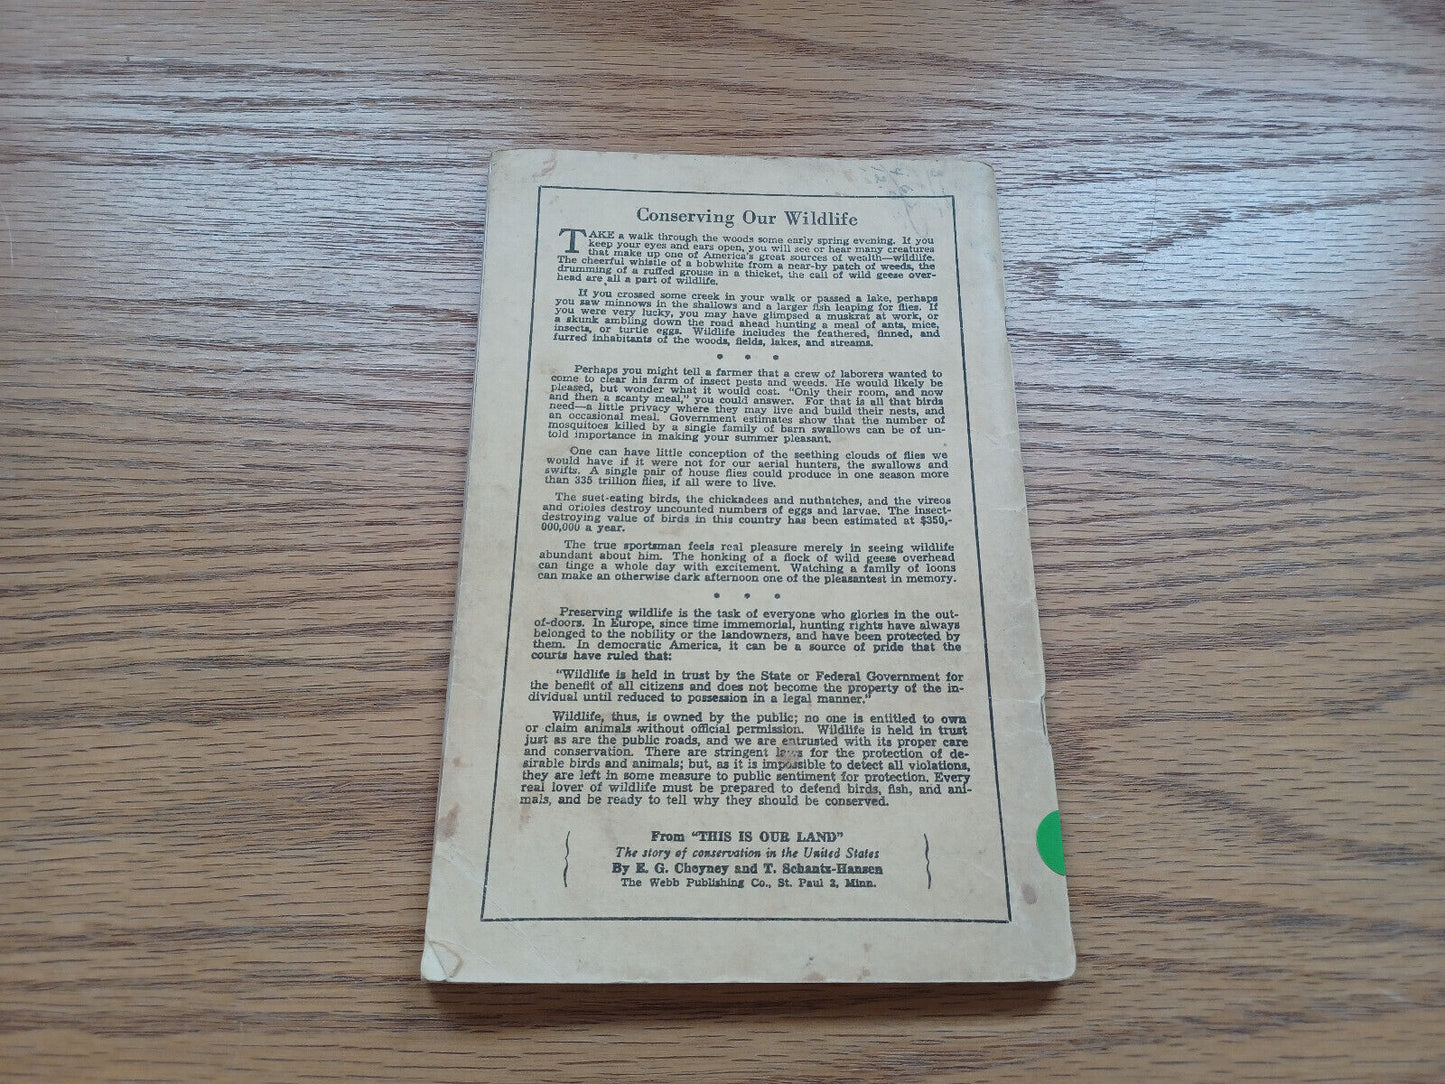 Conserving Our Wildlife
TAKE a walk through the woods some early spring evening. If you
keep your eyes and ears open, you will see or hear many creatures
that make up one of America's great sources of wealth—wildlife.
The cheerful whistle of a bobwhite from a near-by patch of weeds, the
drumming of a ruffed grouse in a thicket, the call of wild geese over-
head are all a part of wildlife.
If you crossed some creek in your walk or passed a lake, perhaps
you saw minnows in the shallows and a larger fish leaping for flies. If
you were very lucky, you may have glimpsed a muskrat at work, or
a skunk ambling down the road ahead hunting a meal of ants, mice,
insects, or turtle eggs. Wildlife includes the feathered, finned, and
furred inhabitants of the woods, fields, lakes, and streams.
• • •
Perhaps you might tell a farmer that a crew of laborers wanted to
come to clear his farm of insect pests and weeds. He would likely be
pleased, but wonder what it would cost. "Only their room, and now
and then a scanty meal," you could answer. For that is all that birds
need—a little privacy where they may live and build their nests, and
an occasional meal. Government estimates show that the number of
mosquitoes killed by a single family of barn swallows can be of un-
told importance in making your summer pleasant.
One can have little conception of the seething clouds of flies we
would have if it were not for our aerial hunters, the swallows and
swifts. A single pair of house flies could produce in one season more
than 335 trillion flies, if all were to live.
The suet-eating birds, the chickadees and nuthatches, and the vireos
and orioles destroy uncounted numbers of eggs and larvae. The insect-
destroying value of birds in this country has been estimated at $350,-
000,000 a year.
The true sportsman feels real pleasure merely in seeing wildlife
abundant about him. The honking of a flock of wild geese overhead
can tinge a whole day with excitement. Watching a family of loons
can make an otherwise dark afternoon one of the pleasantest in memory.
• • •
Preserving wildlife is the task of everyone who glories in the out-
of-doors. In Europe, since time immemorial, hunting rights have always
belonged to the nobility or the landowners, and have been protected by
them. In democratic America, it can be a source of pride that the
courts have ruled that:
"Wildlife is held in trust by the State or Federal Government for
the benefit of all citizens and does not become the property of the in-
dividual until reduced to possession in a legal manner."
Wildlife, thus, is owned by the public; no one is entitled to own
or claim animals without official permission. Wildlife is held in trust
just as are the public roads, and we are entrusted with its proper care
and conservation. There are stringent laws for the protection of de-
sirable birds and animals; but, as it is impossible to detect all violations,
they are left in some measure to public sentiment for protection. Every
real lover of wildlife must be prepared to defend birds, fish, and ani-
mals, and be ready to tell why they should be conserved.
From "THIS IS OUR LAND"
The story of conservation in the United States
By E. G. Cheyney and T. Schantz-Hansen
The Webb Publishing Co., St. Paul 2, Minn.